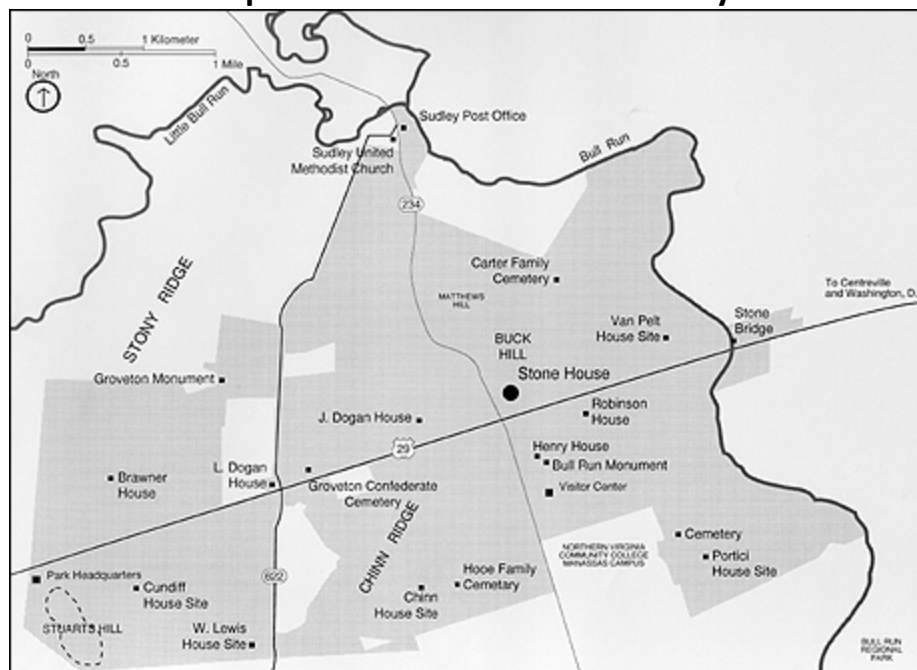 0 0.5 1 Kilometer
0 0.5 1 Mile
North
Little Bull Run
Sudley Post Office
Sudley United
Methodist Church
Bull Run
234
Carter Family
Cemetery
MATTHEWS
HILL
To Centreville
and Washington, D.
STONY RIDGE
Van Pelt
House Site
Stone
Bridge
BUCK
HILL
Stone House
Groveton Monument
J. Dogan House
Robinson
House
29
Henry House
Bull Run Monument
Visitor Center
Brawner
House
L. Dogan
House
Groveton Confederate
Cemetery
CHINN RIDGE
Cemetery
NORTHERN VIRGINIA
COMMUNITY COLLEGE
MANASSAS CAMPUS
Portici
House Site
Park Headquarters
622
Cundiff
House Site
Hooe Family
Cemetary
Chinn
House Site
STUARTS HILL
W. Lewis
House Site
BULL RUN
REGIONAL
PARK